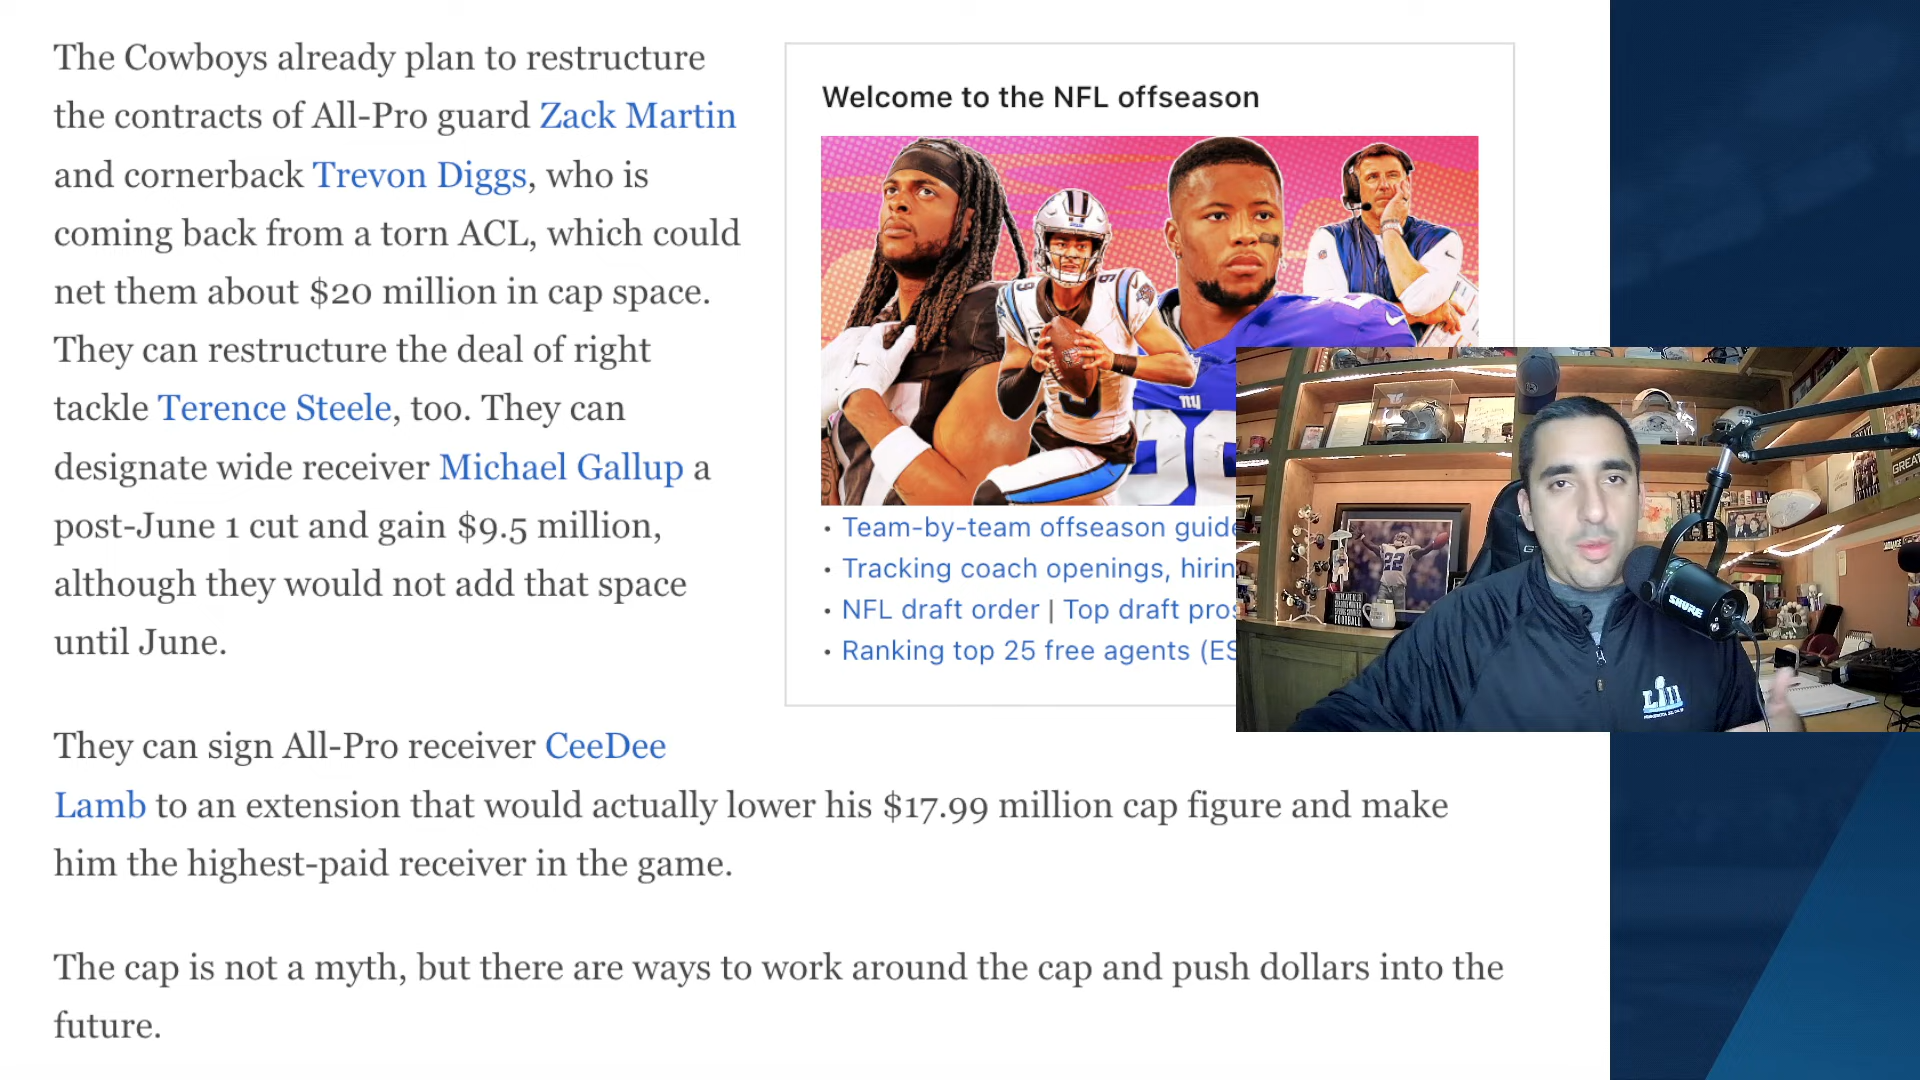 The Cowboys already plan to restructure
the contracts of All-Pro guard Zack Martin
and cornerback Trevon Diggs, who is
coming back from a torn ACL, which could
net them about $20 million in cap space.
They can restructure the deal of right
tackle Terence Steele, too. They can
designate wide receiver Michael Gallup a
post-June 1 cut and gain $9.5 million,
although they would not add that space
until June.
They can sign All-Pro receiver CeeDee
Lamb to an extension that would actually lower his $17.99 million cap figure and make
him the highest-paid receiver in the game.
The cap is not a myth, but there are ways to work around the cap and push dollars into the
future.
Welcome to the NFL offseason
9
ny
• Team-by-team offseason guide
• Tracking coach openings,
• NFL draft order | Top draft
• Ranking top 25 free agents
22
FOOTBALL
SHURE
LIII